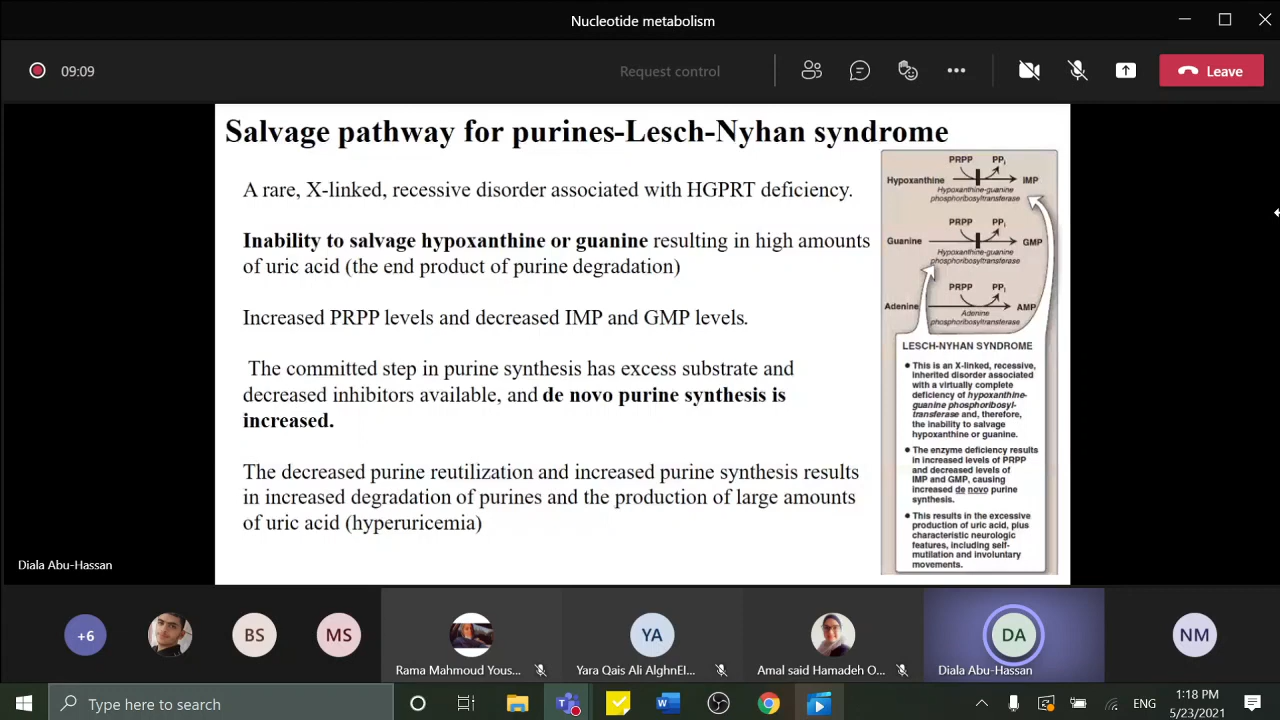 Nucleotide metabolism
09:09
Request control
Leave
Salvage pathway for purines-Lesch-Nyhan syndrome
A rare, X-linked, recessive disorder associated with HGPRT deficiency.
Inability to salvage hypoxanthine or guanine resulting in high amounts
of uric acid (the end product of purine degradation)
Increased PRPP levels and decreased IMP and GMP levels.
The committed step in purine synthesis has excess substrate and
decreased inhibitors available, and de novo purine synthesis is
increased.
The decreased purine reutilization and increased purine synthesis results
in increased degradation of purines and the production of large amounts
of uric acid (hyperuricemia)
PRPP PPi
Hypoxanthine IMP
Hypoxanthine-guanine
phosphoribosyltransferase
PRPP PPi
Guanine GMP
Hypoxanthine-guanine
phosphoribosyltransferase
PRPP PPi
Adenine AMP
Adenine
phosphoribosyltransferase
LESCH-NYHAN SYNDROME
• This is an X-linked, recessive,
inherited disorder associated
with a virtually complete
deficiency of hypoxanthine-
guanine phosphoribosyl-
transferase and, therefore,
the inability to salvage
hypoxanthine or guanine.
• The enzyme deficiency results
in increased levels of PRPP
and decreased levels of
IMP and GMP, causing
increased de novo purine
synthesis.
• This results in the excessive
production of uric acid, plus
characteristic neurologic
features, including self-
mutilation and involuntary
movements.
Diala Abu-Hassan
+6
BS
MS
Rama Mahmoud Yous...
YA
Yara Qais Ali AlghnEl...
Amal said Hamadeh O...
DA
Diala Abu-Hassan
NM
Type here to search
ENG
1:18 PM
5/23/2021